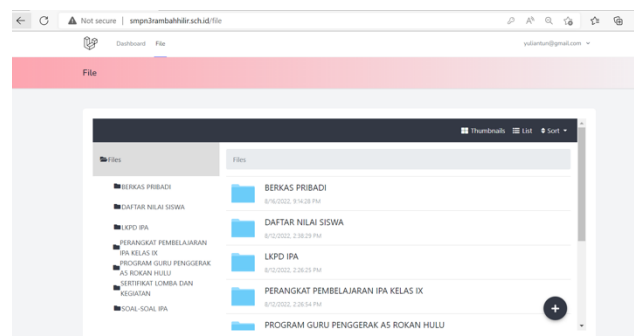 Not secure | smpn3rambahhilir.sch.id/file
Dashboard File
yuliantun@gmail.com
File
Thumbnails List Sort
Files
Files
BERKAS PRIBADI
DAFTAR NILAI SISWA
LKPD IPA
PERANGKAT PEMBELAJARAN
IPA KELAS IX
PROGRAM GURU PENGGERAK
A5 ROKAN HULU
SERTIFIKAT LOMBA DAN
KEGIATAN
SOAL-SOAL IPA
BERKAS PRIBADI
8/16/2022, 9:14:28 PM
DAFTAR NILAI SISWA
8/12/2022, 2:38:29 PM
LKPD IPA
8/12/2022, 2:26:25 PM
PERANGKAT PEMBELAJARAN IPA KELAS IX
8/12/2022, 2:26:54 PM
PROGRAM GURU PENGGERAK A5 ROKAN HULU